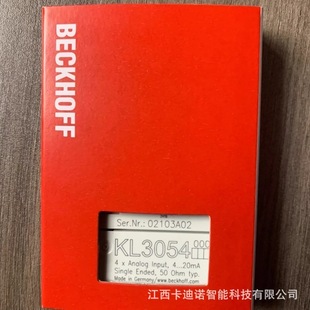 BECKHOFF
Ser.Nr.: 02103A02
KL3054
4 x Analog Input, 4...20mA
Single Ended, 50 Ohm typ.
Made in Germany/www.beckhoff.com
江西卡迪诺智能科技有限公司